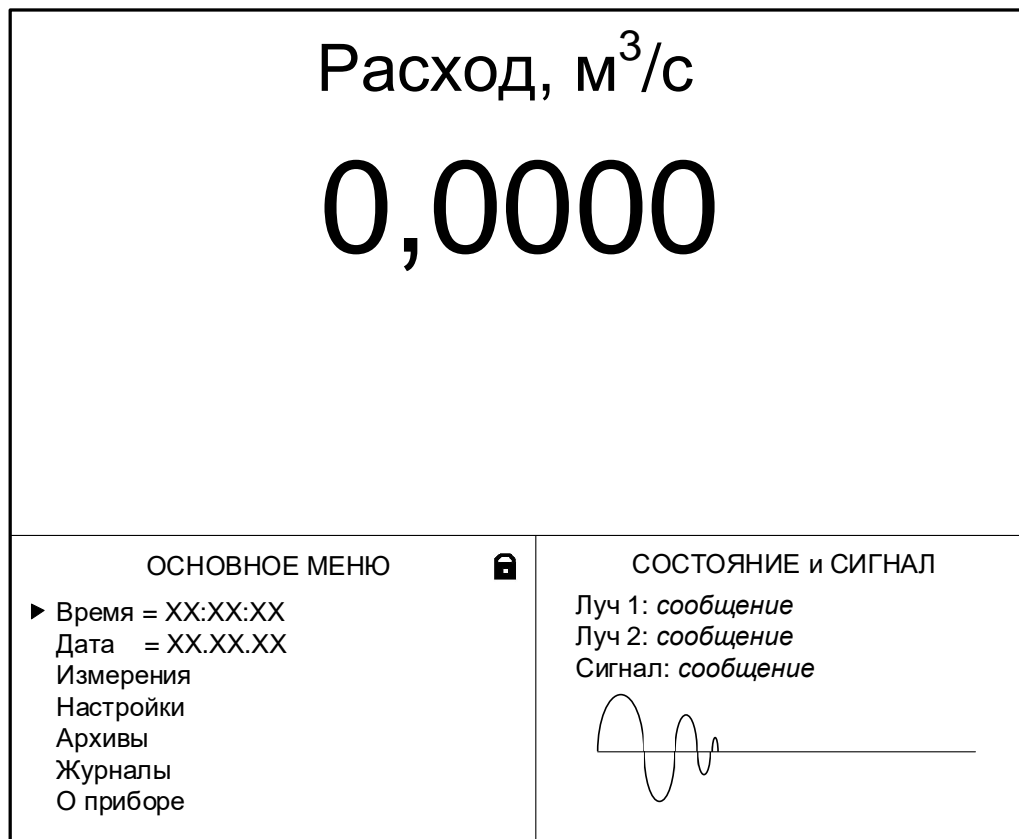 Расход, м³/с
0,0000
ОСНОВНОЕ МЕНЮ
Время = XX:XX:XX
Дата = XX.XX.XX
Измерения
Настройки
Архивы
Журналы
О приборе
СОСТОЯНИЕ и СИГНАЛ
Луч 1: сообщение
Луч 2: сообщение
Сигнал: сообщение